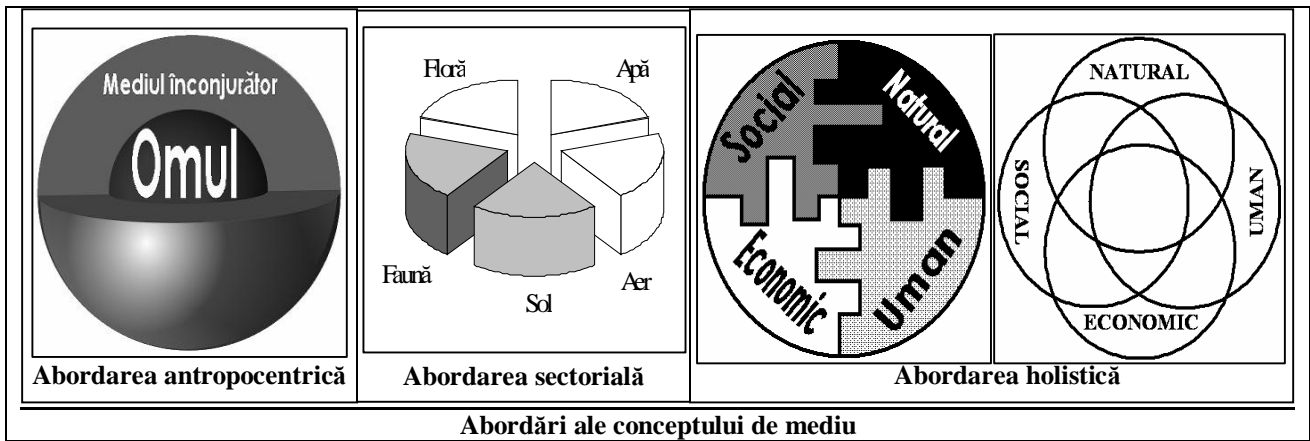 Mediul înconjurător
Omul
Abordarea antropocentrică
Floră
Apă
Faună
Sol
Aer
Abordarea sectorială
Social
Natural
Economic
Uman
NATURAL
SOCIAL
UMAN
ECONOMIC
Abordarea holistică
Abordări ale conceptului de mediu